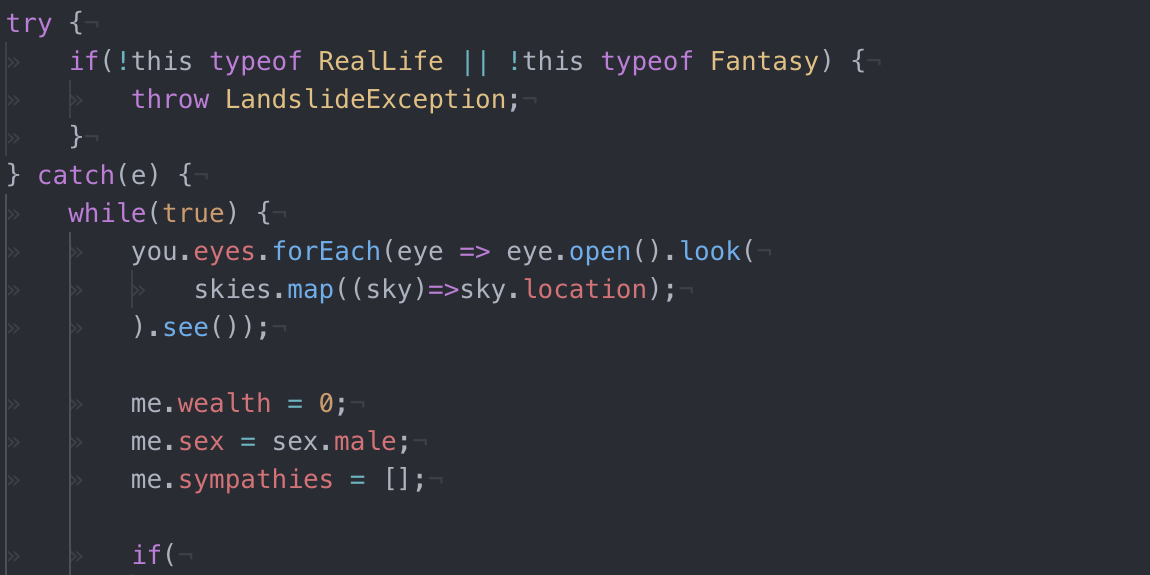 try {¬
»   if(!this typeof RealLife || !this typeof Fantasy) {¬
»   »   throw LandslideException;¬
»   }¬
} catch(e) {¬
»   while(true) {¬
»   »   you.eyes.forEach(eye => eye.open().look(¬
»   »   »   skies.map((sky)=>sky.location);¬
»   »   ).see());¬

»   »   me.wealth = 0;¬
»   »   me.sex = sex.male;¬
»   »   me.sympathies = [];¬

»   »   if(¬